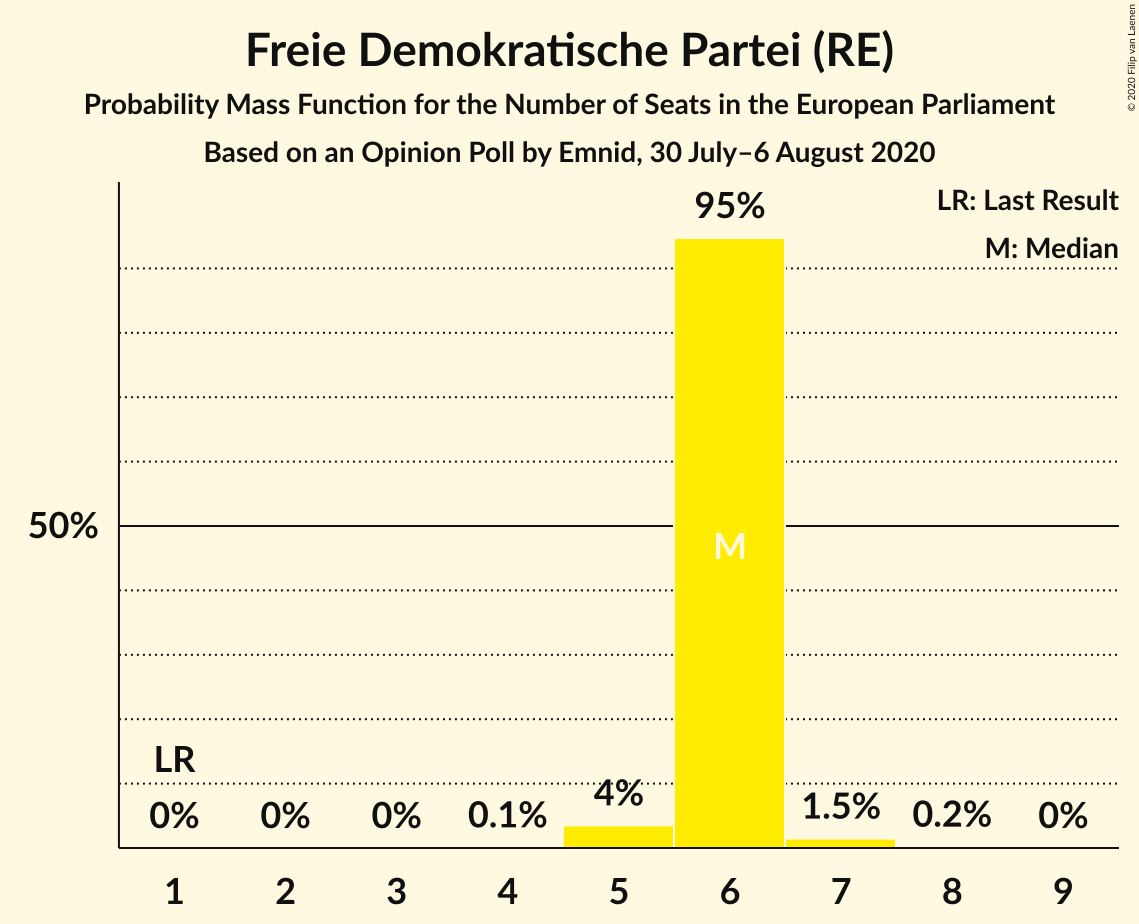 Freie Demokratische Partei (RE)
Probability Mass Function for the Number of Seats in the European Parliament
Based on an Opinion Poll by Emnid, 30 July–6 August 2020
© 2020 Filip van Laenen
LR: Last Result
M: Median
95%
50%
M
LR
0%
0%
0%
0.1%
4%
1.5%
0.2%
0%
1
2
3
4
5
6
7
8
9